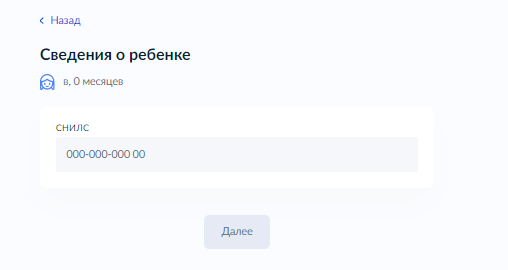 Назад
Сведения о ребенке
в, 0 месяцев
СНИЛС
000-000-000 00
Далее